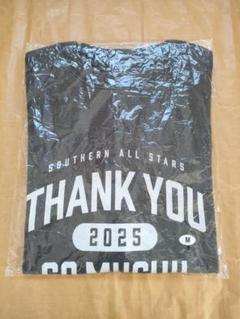 SOUTHERN ALL STARS
THANK YOU
2025
M
SO MUCH!!